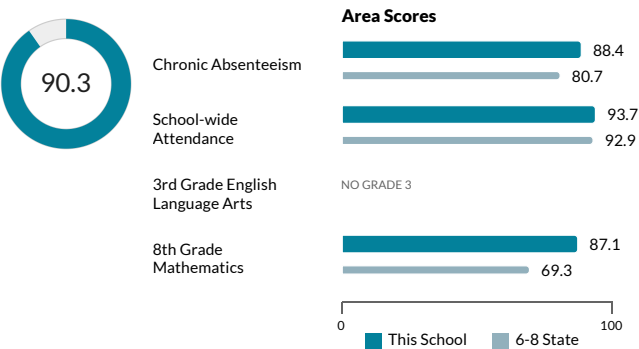 Area Scores
90.3
Chronic Absenteeism
88.4
80.7
School-wide
Attendance
93.7
92.9
3rd Grade English
Language Arts
NO GRADE 3
8th Grade
Mathematics
87.1
69.3
0
100
This School
6-8 State